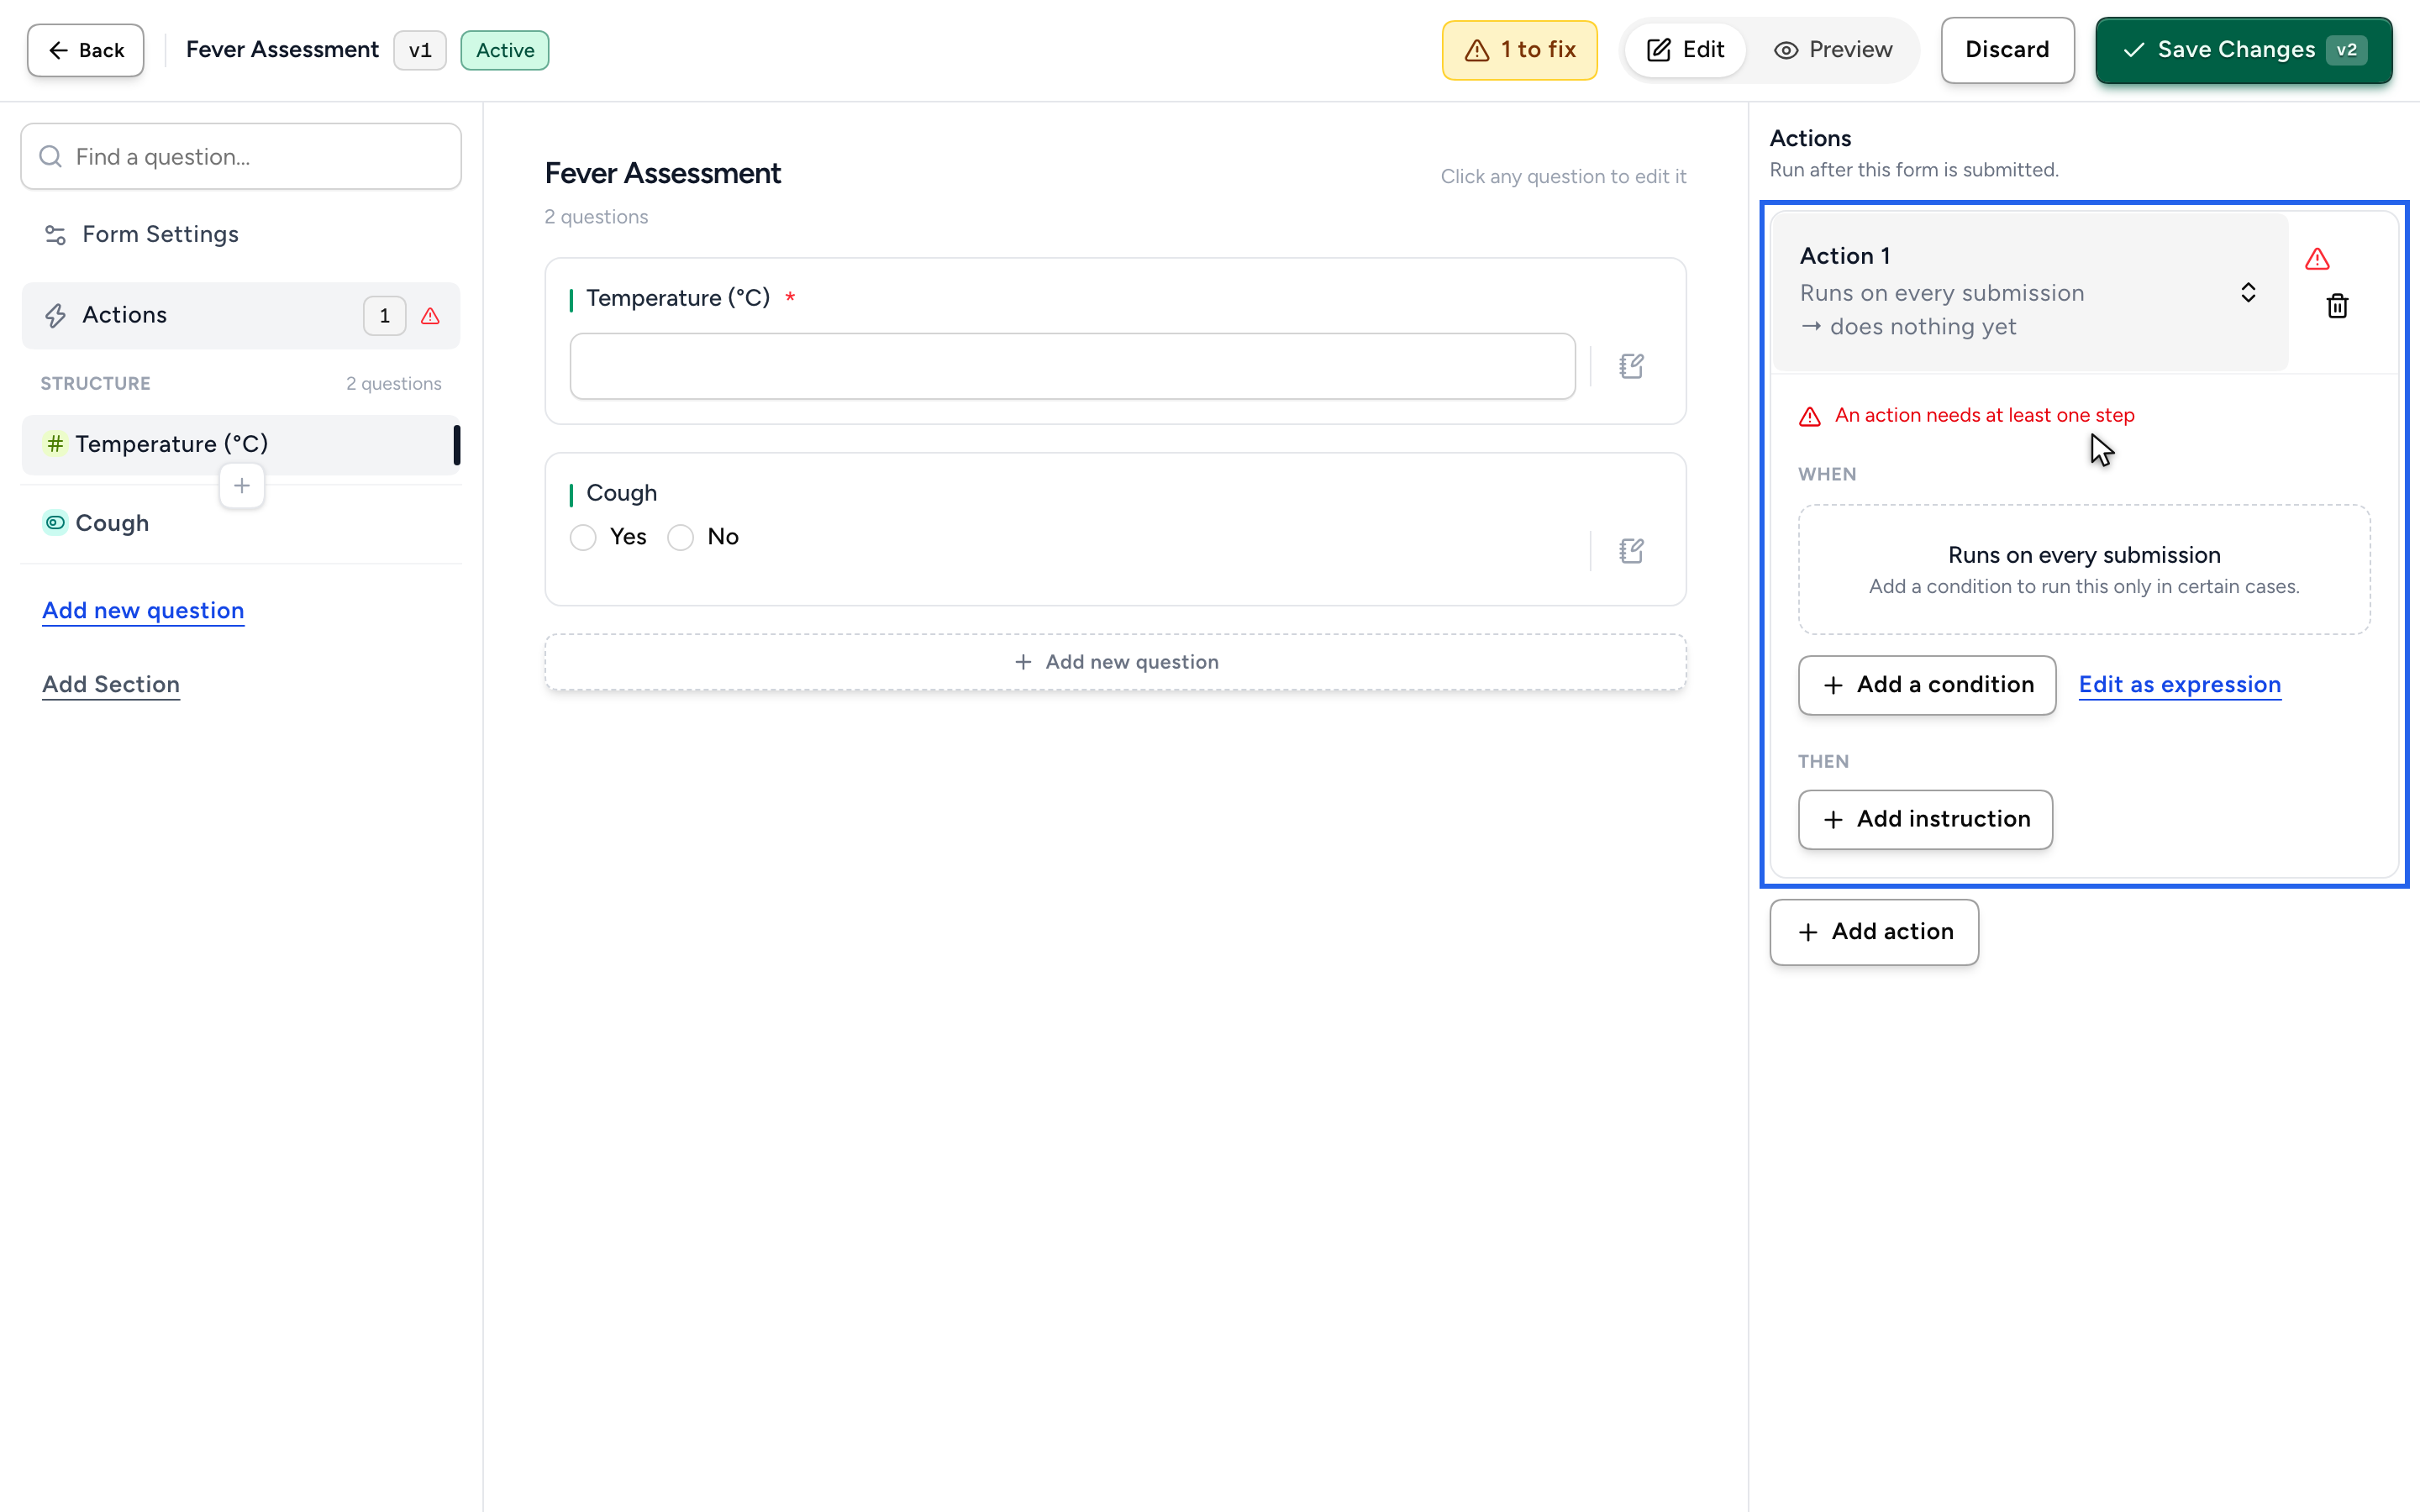 Back
Fever Assessment
v1
Active
1 to fix
Edit
Preview
Discard
Save Changes
v2
Find a question...
Form Settings
Actions
1
STRUCTURE
2 questions
# Temperature (°C)
+
Cough
Add new question
Add Section
Fever Assessment
Click any question to edit it
2 questions
Temperature (°C) *
Cough
Yes
No
+ Add new question
Actions
Run after this form is submitted.
Action 1
Runs on every submission
→ does nothing yet
An action needs at least one step
WHEN
Runs on every submission
Add a condition to run this only in certain cases.
+ Add a condition
Edit as expression
THEN
+ Add instruction
+ Add action